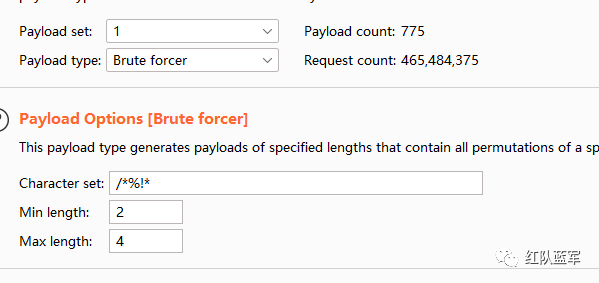 Payload set: 1 Payload count: 775
Payload type: Brute forcer Request count: 465,484,375
Payload Options [Brute forcer]
This payload type generates payloads of specified lengths that contain all permutations of a sp
Character set: /*%!*
Min length: 2
Max length: 4
红队蓝军